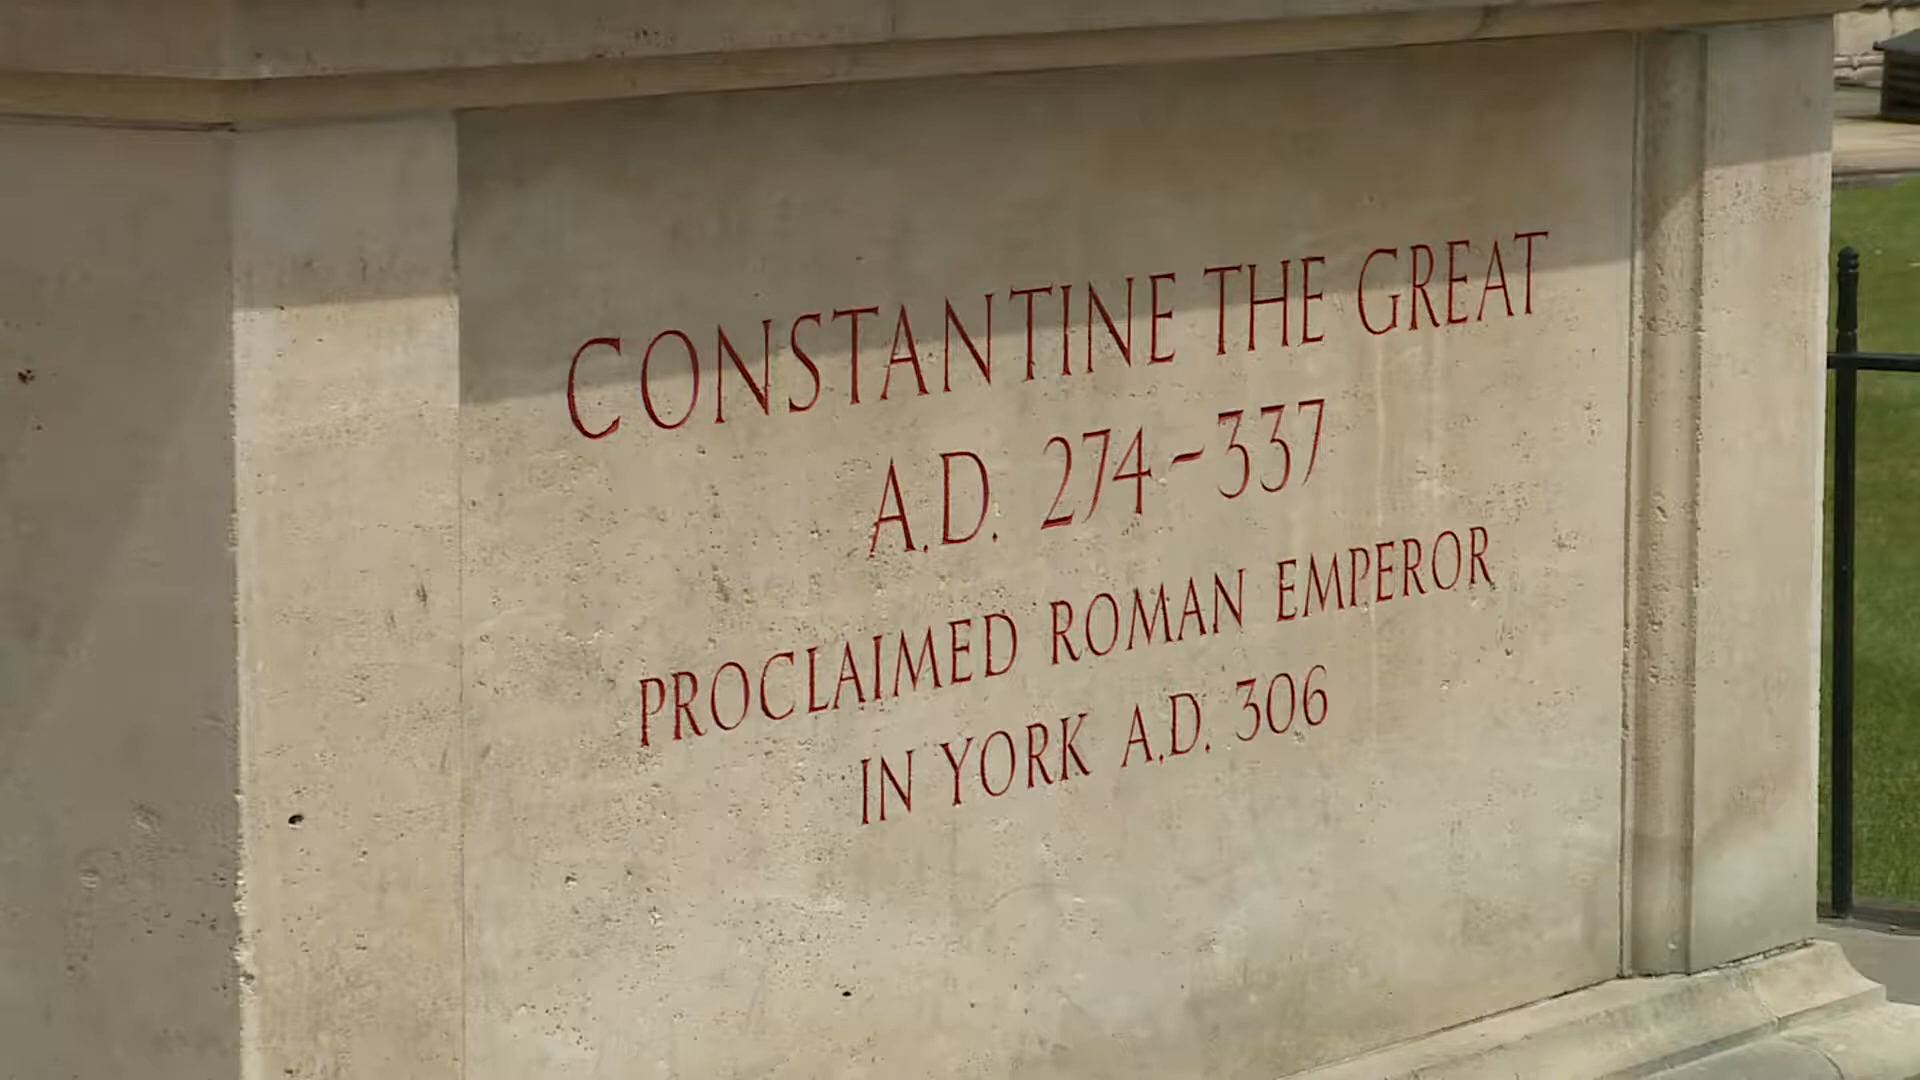 CONSTANTINE THE GREAT
A.D. 274-337
PROCLAIMED ROMAN EMPEROR
IN YORK A.D. 306